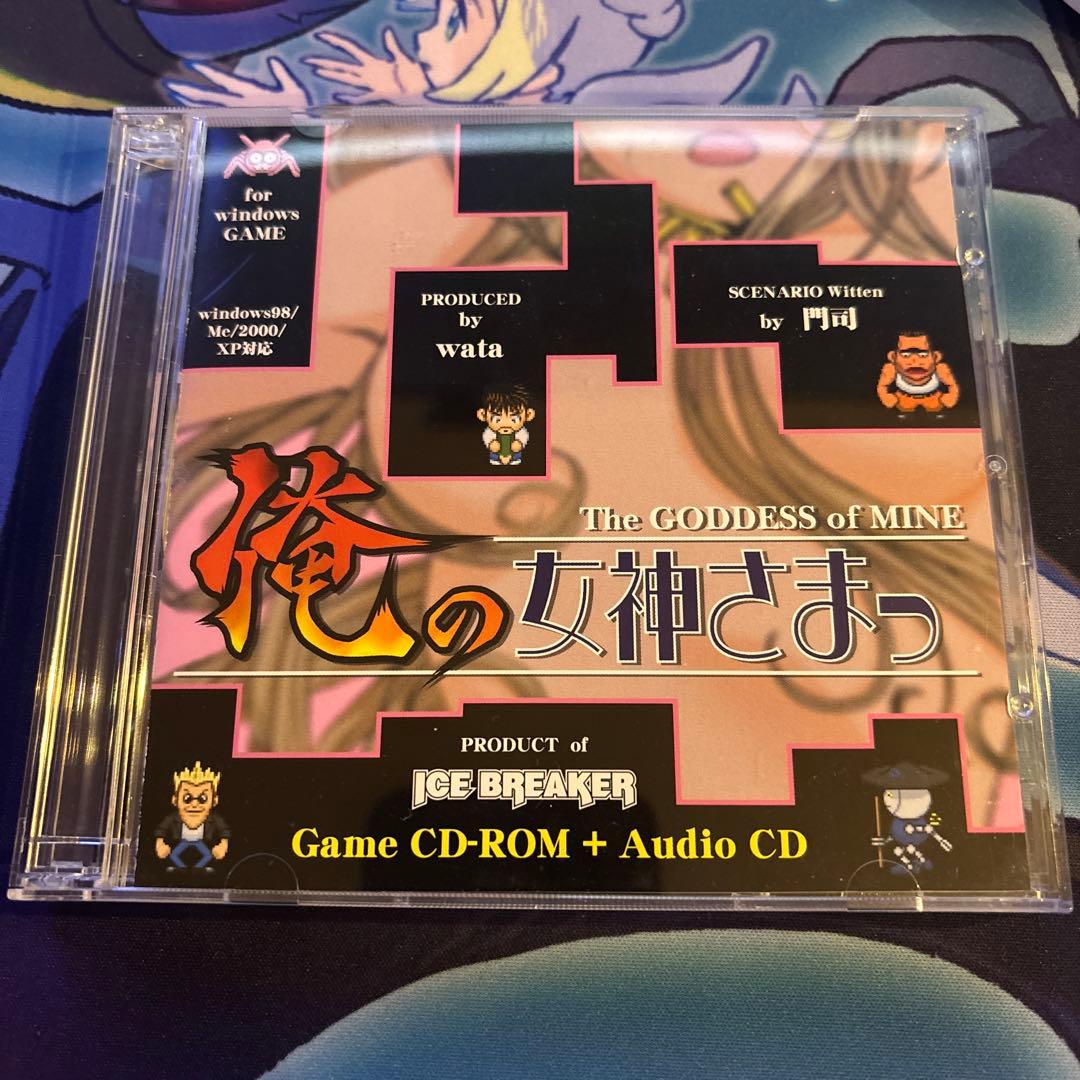 for
windows
GAME
windows98/
Me/2000/
XP対応
PRODUCED
by
wata
SCENARIO Witten
by 門司
The GODDESS of MINE
俺の女神さまっ
PRODUCT of
ICE BREAKER
Game CD-ROM + Audio CD